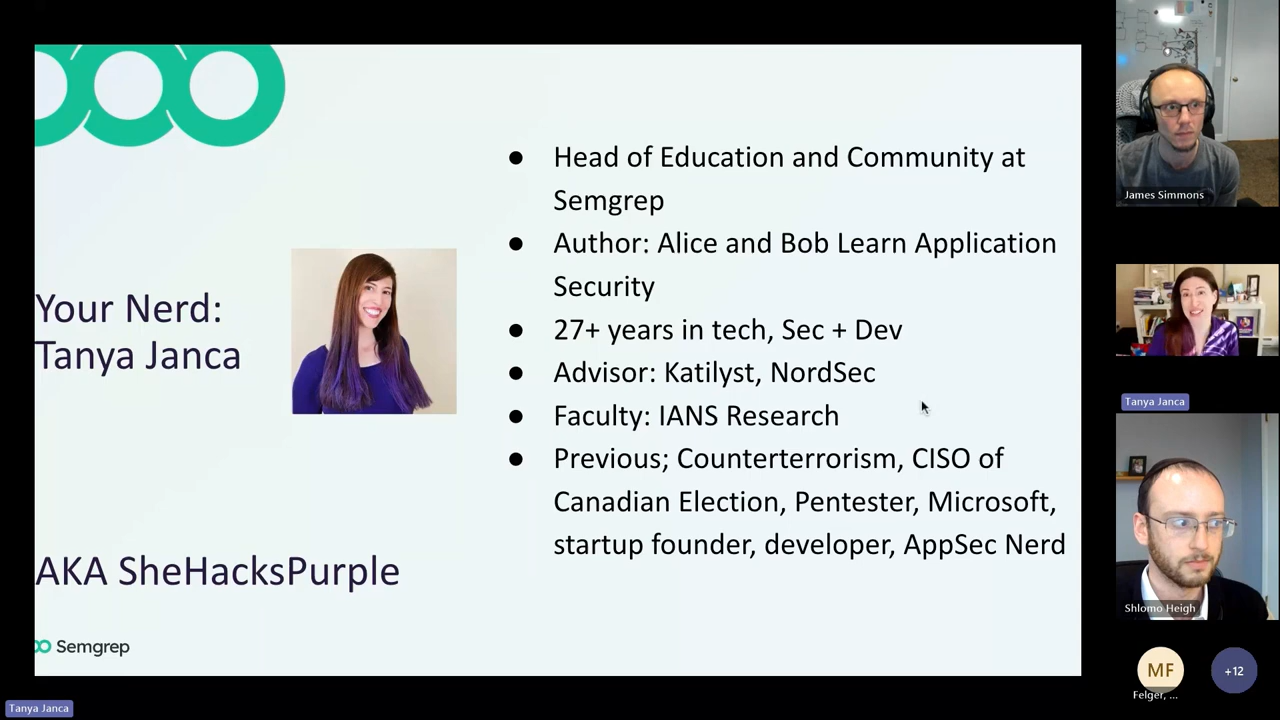 Your Nerd:
Tanya Janca
AKA SheHacksPurple
Semgrep
● Head of Education and Community at
Semgrep
● Author: Alice and Bob Learn Application
Security
● 27+ years in tech, Sec + Dev
● Advisor: Katilyst, NordSec
● Faculty: IANS Research
● Previous; Counterterrorism, CISO of
Canadian Election, Pentester, Microsoft,
startup founder, developer, AppSec Nerd
James Simmons
Tanya Janca
Shlomo Heigh
MF
Felger, ...
+12
Tanya Janca